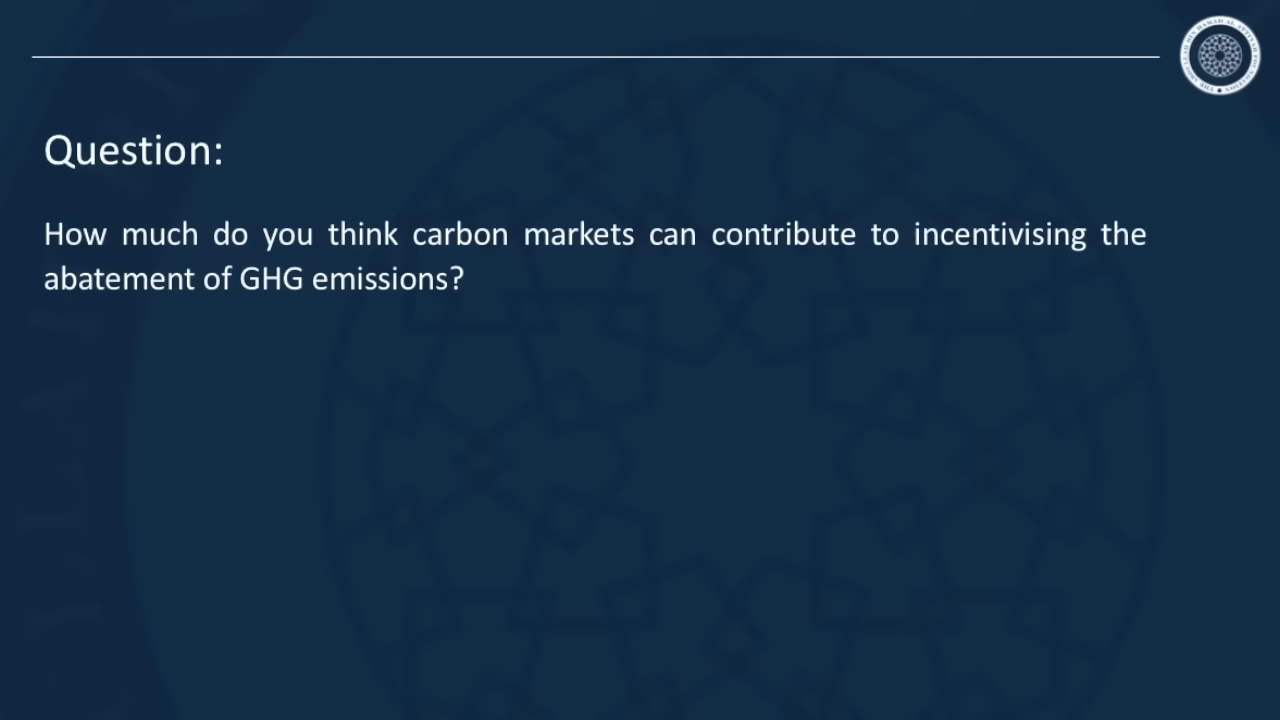 Question:
How much do you think carbon markets can contribute to incentivising the
abatement of GHG emissions?